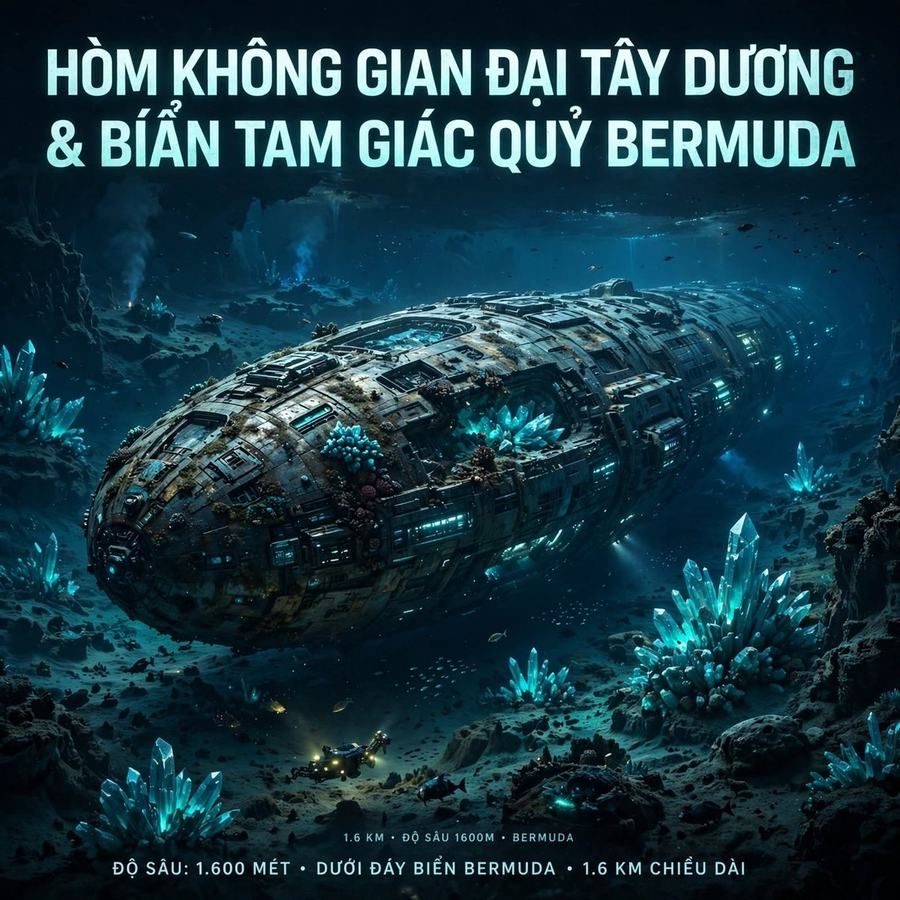 HÒM KHÔNG GIAN ĐẠI TÂY DƯƠNG
& BÍẨN TAM GIÁC QUỶ BERMUDA
1.6 KM • ĐỘ SÂU 1600M • BERMUDA
ĐỘ SÂU: 1.600 MÉT • DƯỚI ĐÁY BIỂN BERMUDA • 1.6 KM CHIỀU DÀI